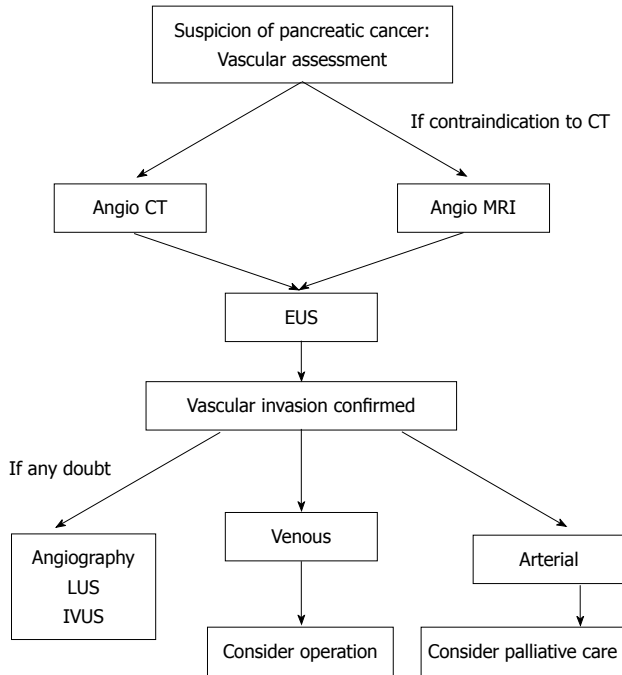 Suspicion of pancreatic cancer:
Vascular assessment
If contraindication to CT
Angio CT
Angio MRI
EUS
Vascular invasion confirmed
If any doubt
Angiography
LUS
IVUS
Venous
Arterial
Consider operation
Consider palliative care